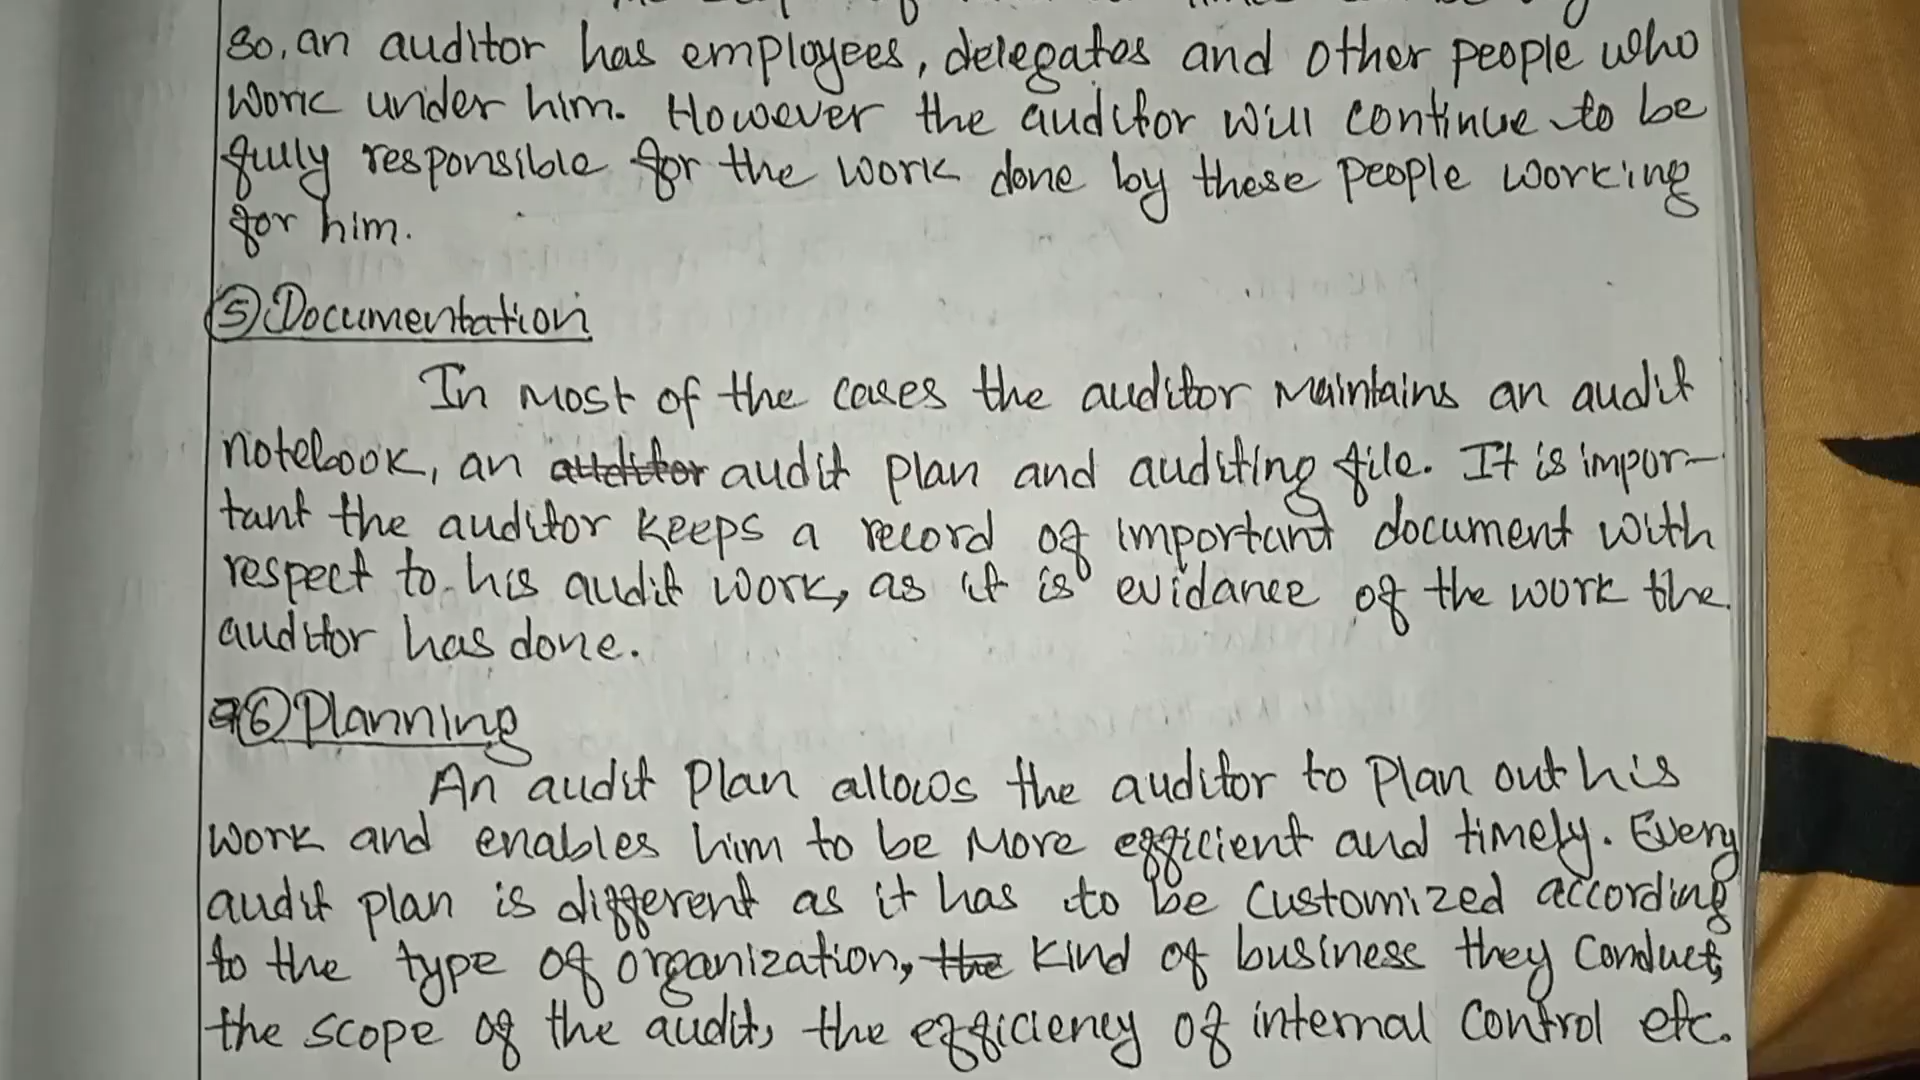 So, an auditor has employees, delegates and other people who
work under him. However the auditor will continue to be
fully responsible for the work done by these people working
for him.
⑤ Documentation
In most of the cases the auditor maintains an audit
notebook, an auditor audit plan and auditing file. It is impor-
tant the auditor keeps a record of important document with
respect to his audit work, as it is evidance of the work the
auditor has done.
⑥ Planning
An audit plan allows the auditor to plan out his
work and enables him to be more efficient and timely. Every
audit plan is different as it has to be customized according
to the type of organization, the kind of business they conduct,
the scope of the audit, the efficiency of internal control etc.